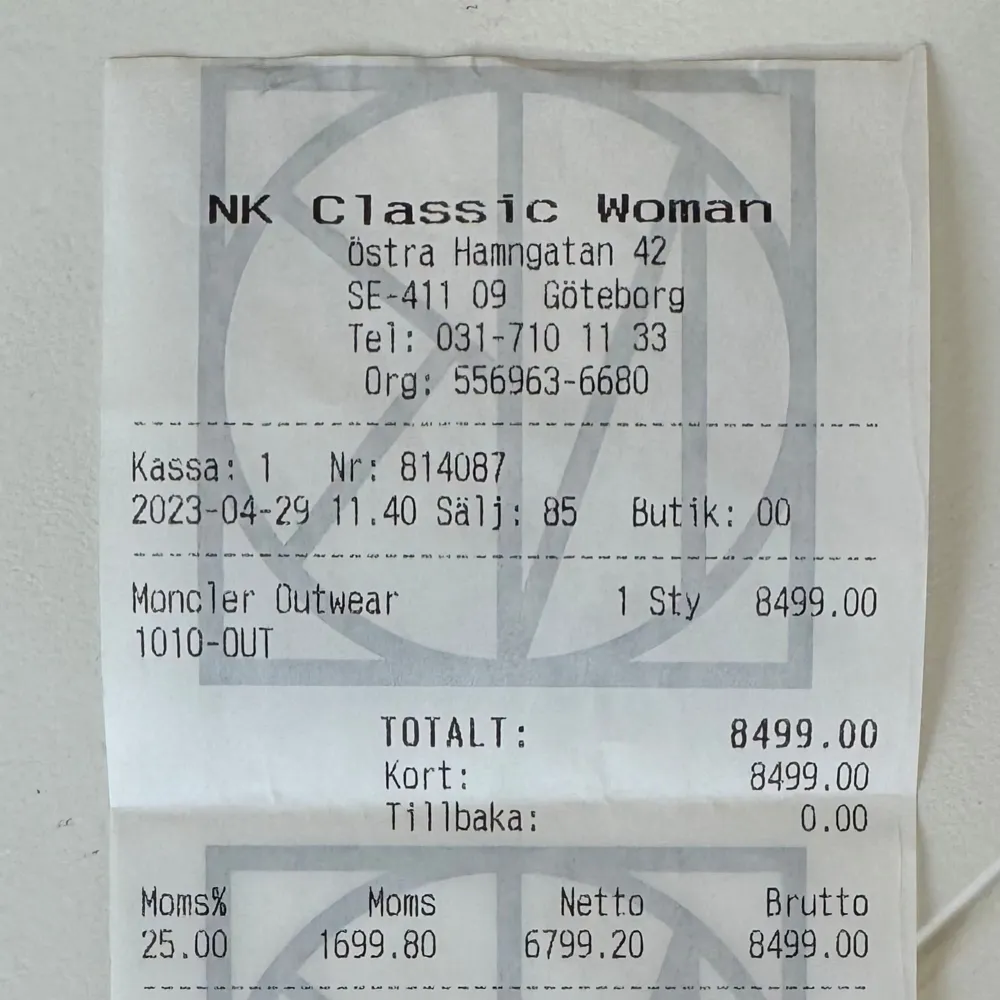 NK Classic Woman
Östra Hamngatan 42
SE-411 09 Göteborg
Tel: 031-710 11 33
Org: 556963-6680
Kassa: 1 Nr: 814087
2023-04-29 11.40 Sälj: 85 Butik: 00
Moncler Outwear 1 Sty 8499.00
1010-OUT
TOTALT: 8499.00
Kort: 8499.00
Tillbaka: 0.00
Moms% Moms Netto Brutto
25.00 1699.80 6799.20 8499.00